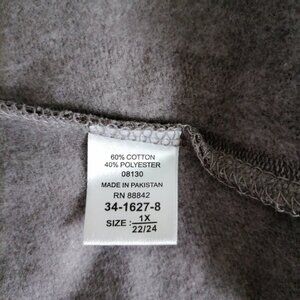 60% COTTON
40% POLYESTER
08130
MADE IN PAKISTAN
RN 88842
34-1627-8
SIZE : 1X
22/24